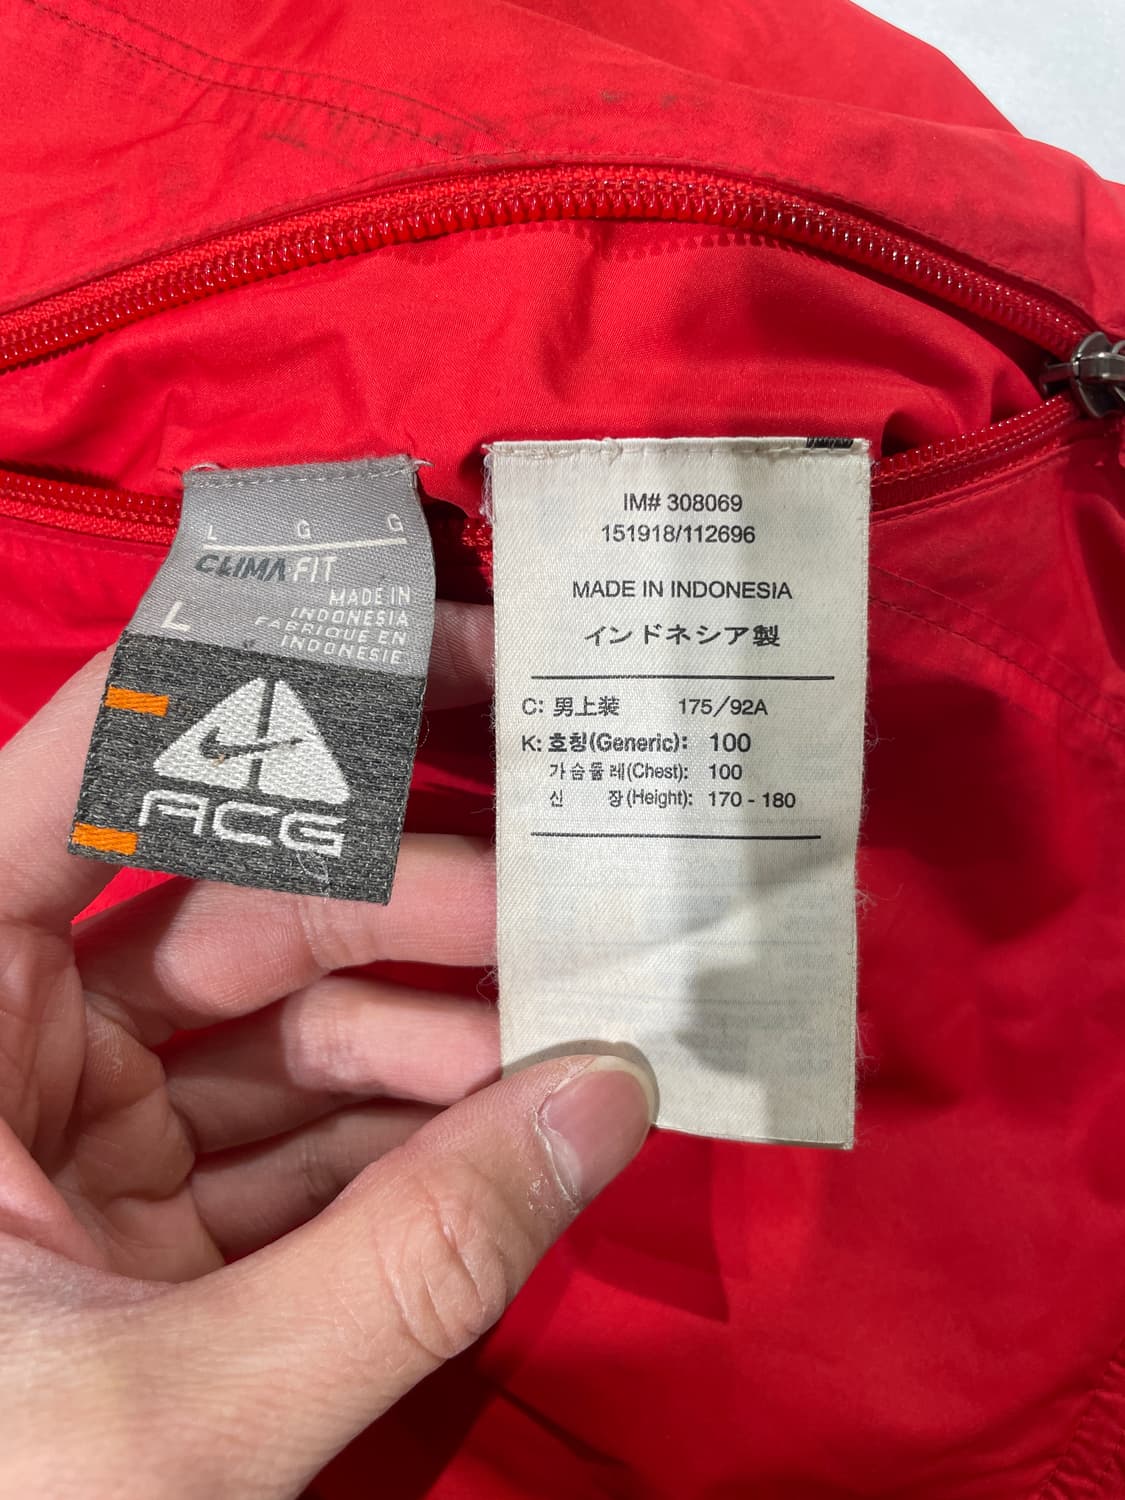 L G G
CLIMA FIT
L
MADE IN
INDONESIA
FABRIQUE EN
INDONESIE
ACG
IM# 308069
151918/112696
MADE IN INDONESIA
インドネシア製
C: 男上装 175/92A
K: 호칭(Generic): 100
가슴둘레(Chest): 100
신 장(Height): 170 - 180